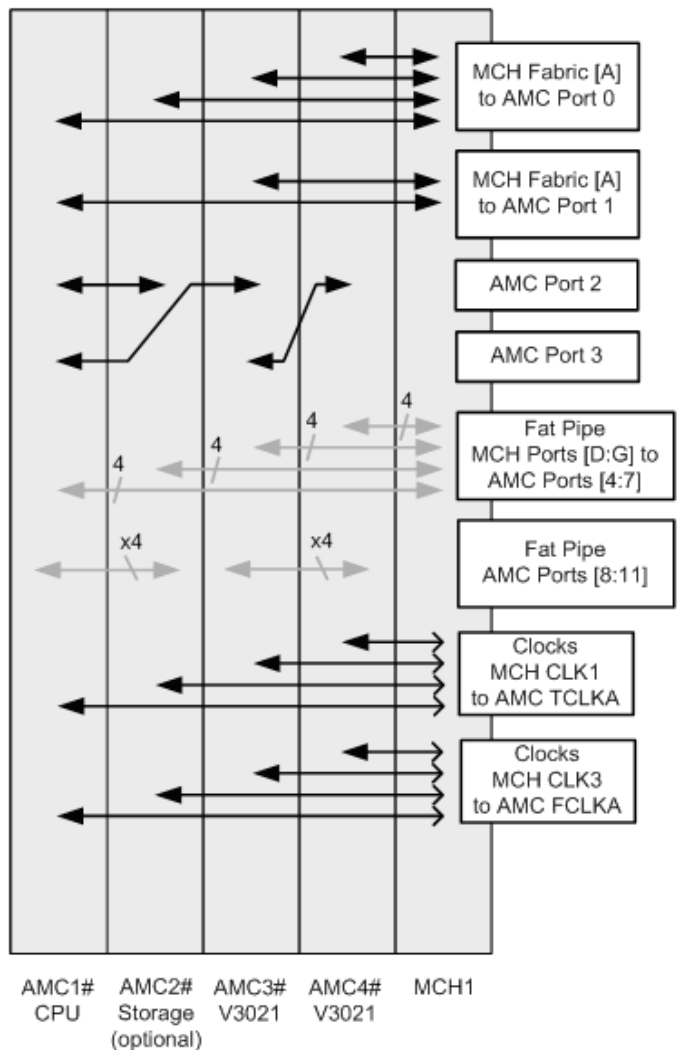 MCH Fabric [A]
to AMC Port 0
MCH Fabric [A]
to AMC Port 1
AMC Port 2
AMC Port 3
4
4
4
4
Fat Pipe
MCH Ports [D:G] to
AMC Ports [4:7]
x4
x4
Fat Pipe
AMC Ports [8:11]
Clocks
MCH CLK1
to AMC TCLKA
Clocks
MCH CLK3
to AMC FCLKA
AMC1#
CPU
AMC2#
Storage
(optional)
AMC3#
V3021
AMC4#
V3021
MCH1